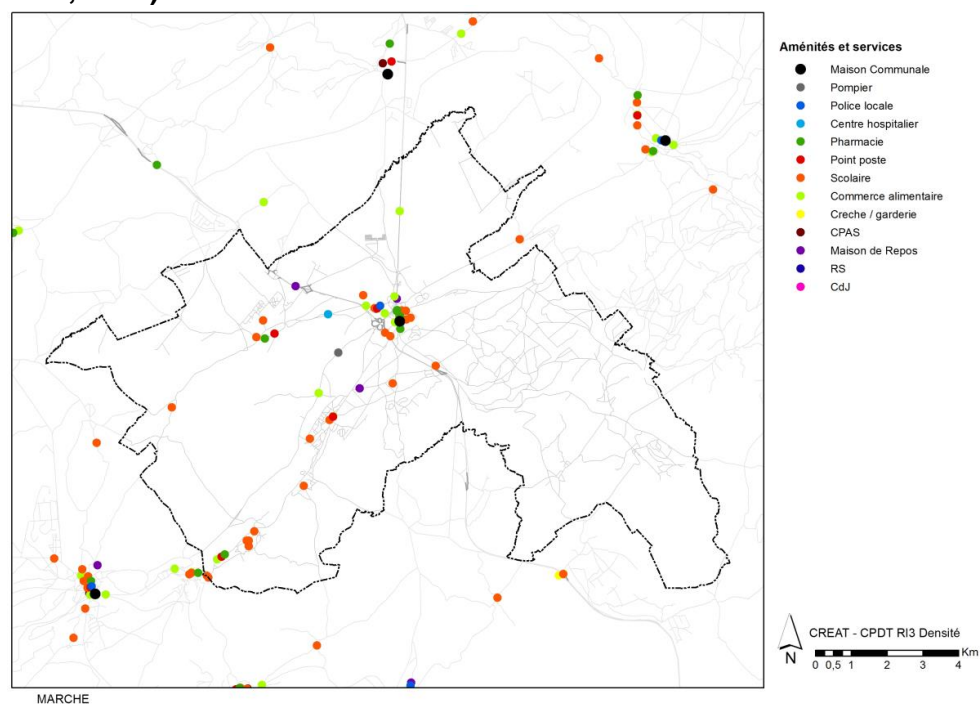 Aménités et services
Maison Communale
Pompier
Police locale
Centre hospitalier
Pharmacie
Point poste
Scolaire
Commerce alimentaire
Creche / garderie
CPAS
Maison de Repos
RS
CdJ
CREAT - CPDT RI3 Densité
N
Km
0 0,5 1 2 3 4
MARCHE